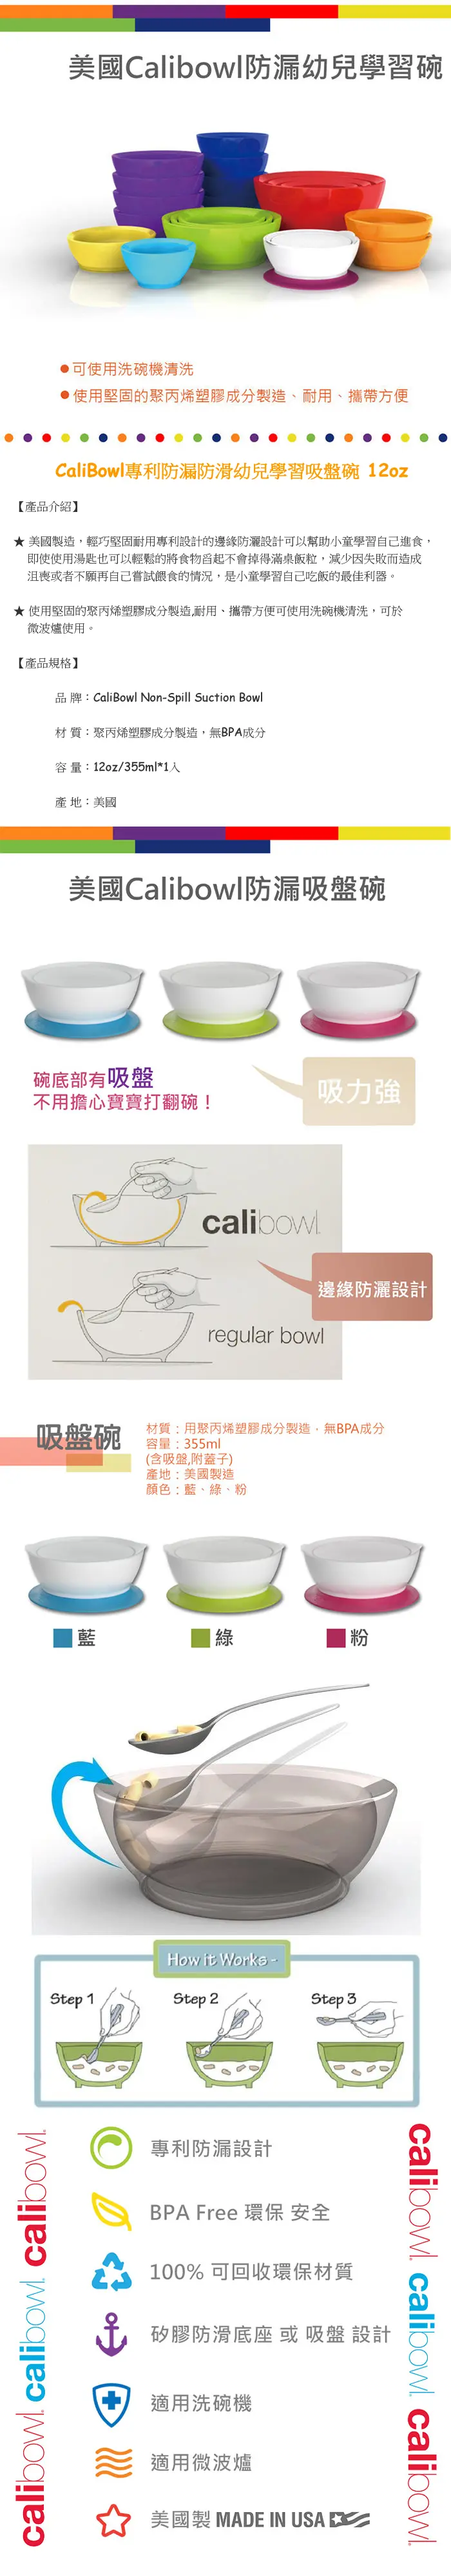 美國Calibowl防漏幼兒學習碗
●可使用洗碗機清洗
●使用堅固的聚丙烯塑膠成分製造、耐用、攜帶方便
CaliBowl專利防漏防滑幼兒學習吸盤碗 12oz
【產品介紹】
★ 美國製造，輕巧堅固耐用專利設計的邊緣防灑設計可以幫助小童學習自己進食，
即使使用湯匙也可以輕鬆的將食物舀起不會掉得滿桌飯粒，減少因失敗而造成
沮喪或者不願再自己嘗試餵食的情況，是小童學習自己吃飯的最佳利器。
★ 使用堅固的聚丙烯塑膠成分製造,耐用、攜帶方便可使用洗碗機清洗，可於
微波爐使用。
【產品規格】
品 牌：CaliBowl Non-Spill Suction Bowl
材 質：聚丙烯塑膠成分製造，無BPA成分
容 量：12oz/355ml*1入
產 地：美國
美國Calibowl防漏吸盤碗
碗底部有吸盤
不用擔心寶寶打翻碗！
吸力強
calibowl
邊緣防灑設計
regular bowl
吸盤碗
材質：用聚丙烯塑膠成分製造，無BPA成分
容量：355ml
(含吸盤,附蓋子)
產地：美國製造
顏色：藍、綠、粉
藍
綠
粉
How it Works -
Step 1
Step 2
Step 3
專利防漏設計
BPA Free 環保 安全
100% 可回收環保材質
矽膠防滑底座 或 吸盤 設計
適用洗碗機
適用微波爐
美國製 MADE IN USA
calibowl.
calibowl.
calibowl.
calibowl.
calibowl.
calibowl.